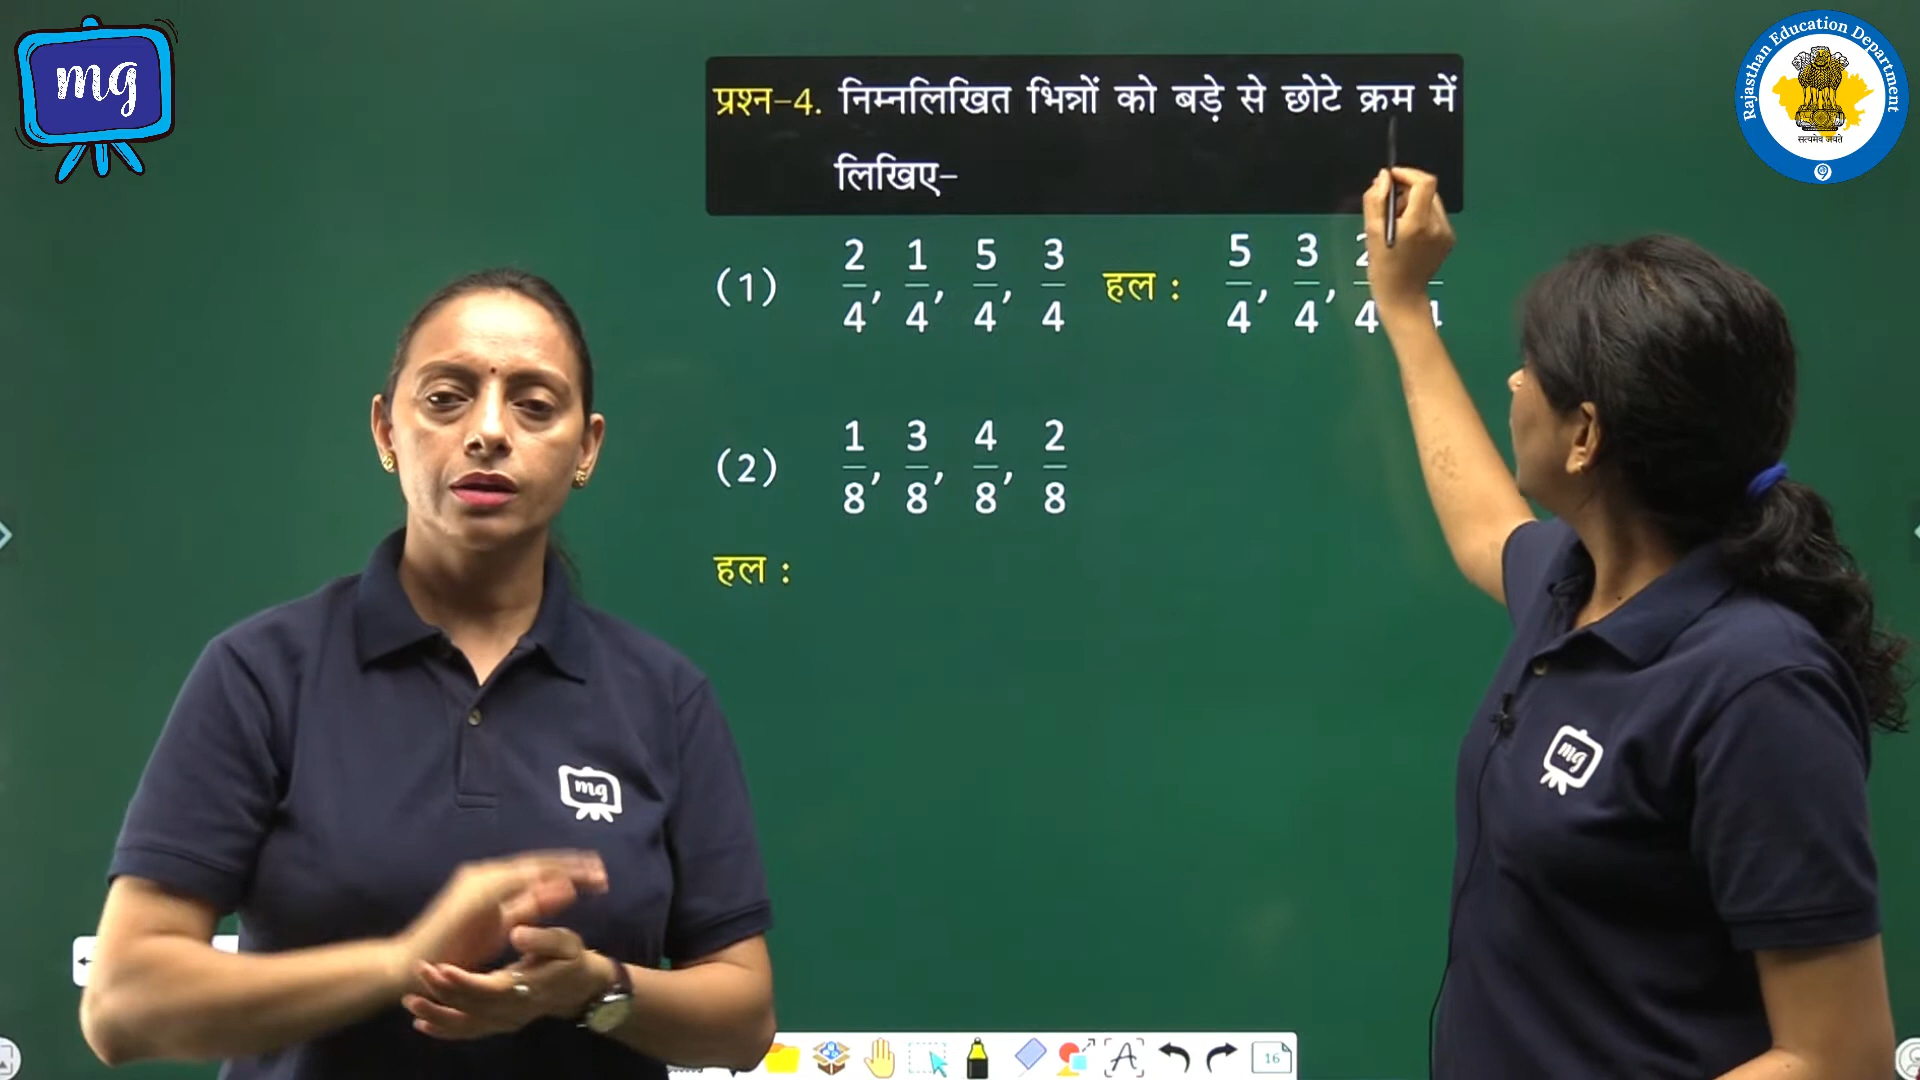 mg
Rajasthan Education Department
सत्यमेव जयते
प्रश्न-4. निम्नलिखित भिन्नों को बड़े से छोटे क्रम में
लिखिए-
(1) 2/4, 1/4, 5/4, 3/4 हल : 5/4, 3/4, 2/4
(2) 1/8, 3/8, 4/8, 2/8
हल :
mg
mg
16